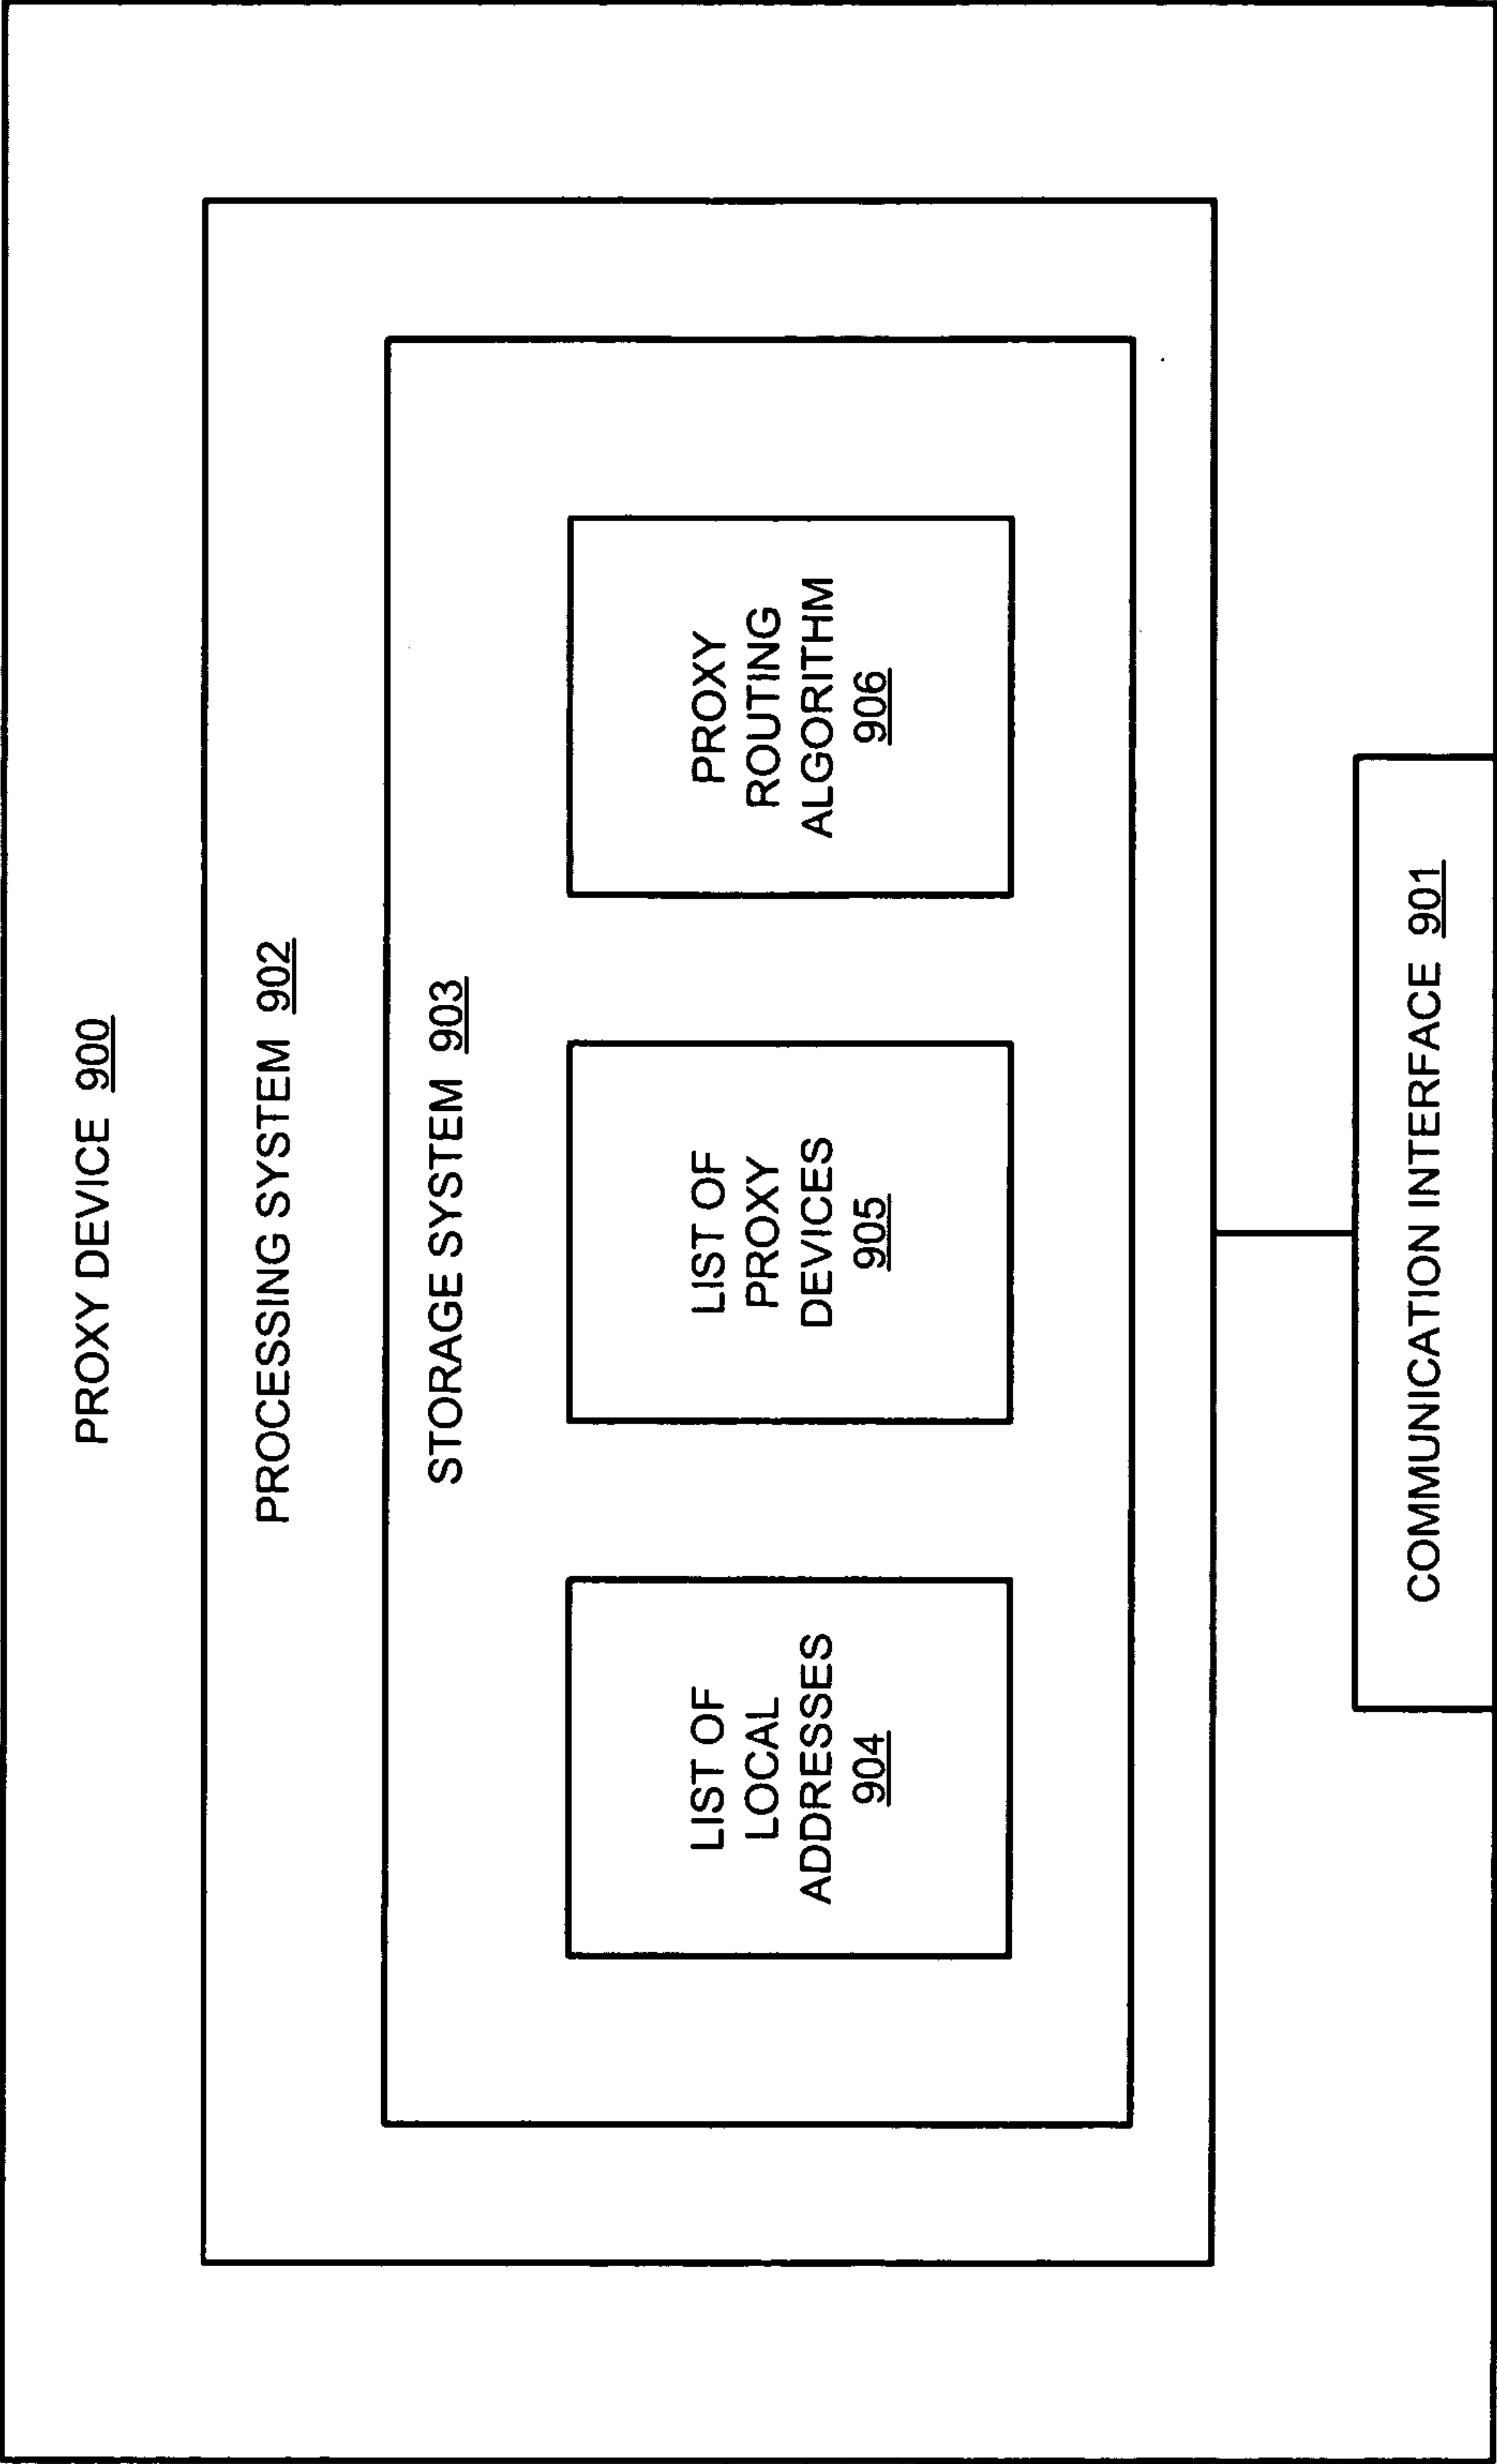 PROXY DEVICE 900
PROCESSING SYSTEM 902
STORAGE SYSTEM 903
LIST OF
LOCAL
ADDRESSES
904
LIST OF
PROXY
DEVICES
905
PROXY
ROUTING
ALGORITHM
906
COMMUNICATION INTERFACE 901